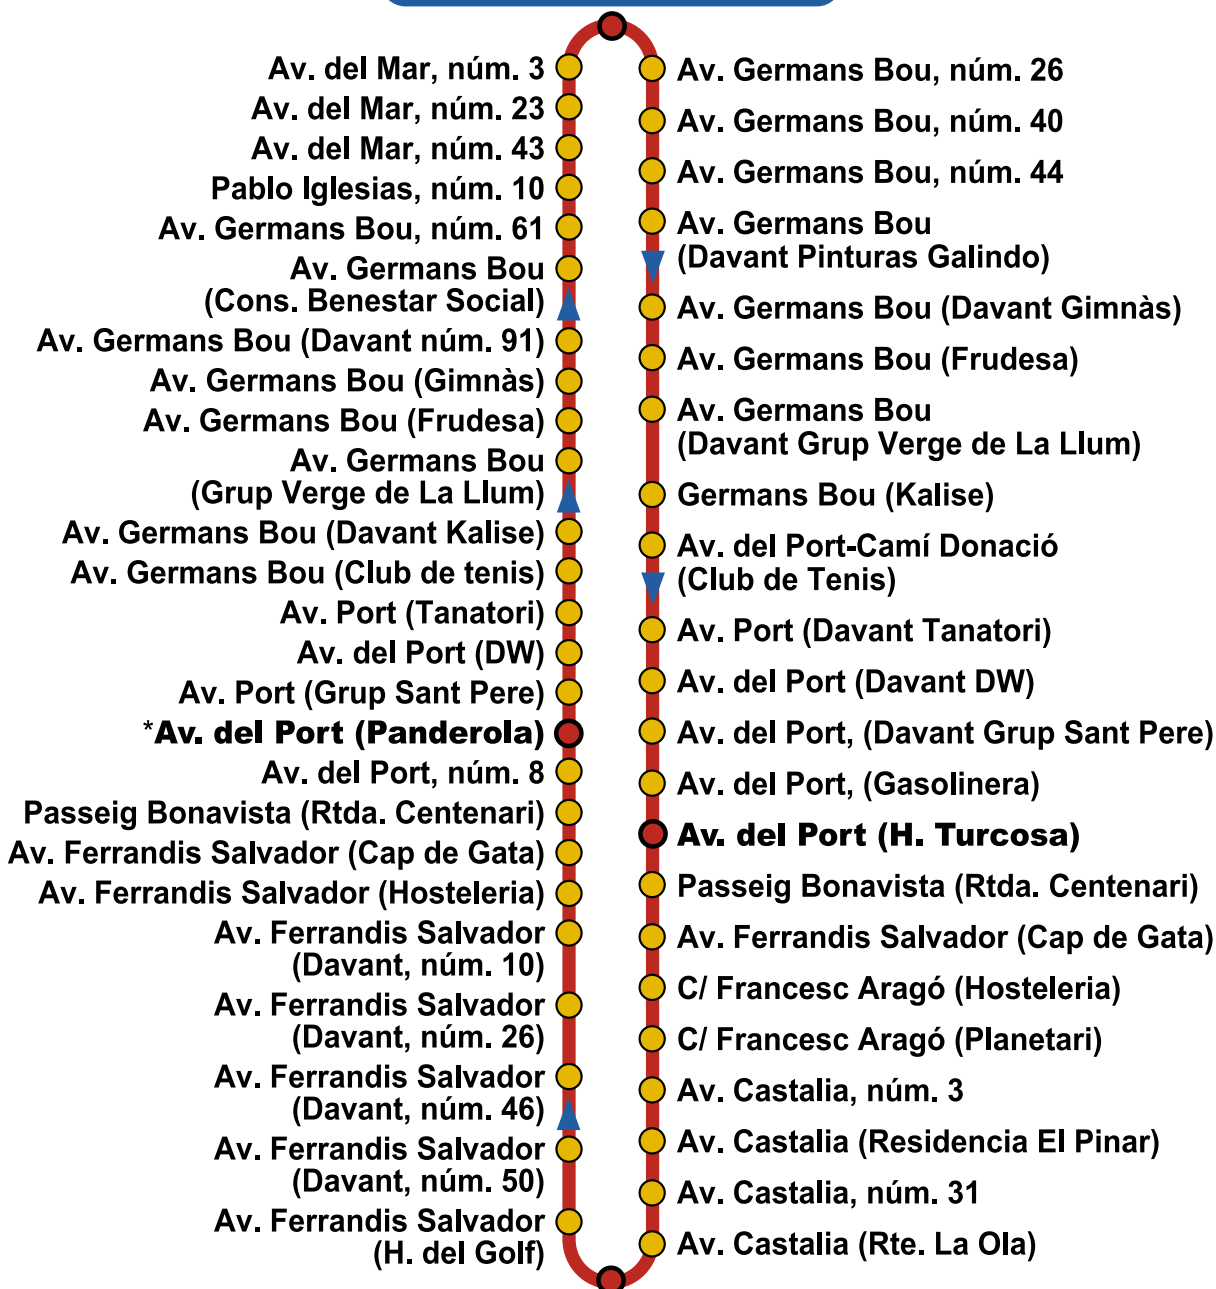 Av. del Mar, núm. 3
Av. del Mar, núm. 23
Av. del Mar, núm. 43
Pablo Iglesias, núm. 10
Av. Germans Bou, núm. 61
Av. Germans Bou
(Cons. Benestar Social)
Av. Germans Bou (Davant núm. 91)
Av. Germans Bou (Gimnàs)
Av. Germans Bou (Frudesa)
Av. Germans Bou
(Grup Verge de La Llum)
Av. Germans Bou (Davant Kalise)
Av. Germans Bou (Club de tenis)
Av. Port (Tanatori)
Av. del Port (DW)
Av. Port (Grup Sant Pere)
*Av. del Port (Panderola)
Av. del Port, núm. 8
Passeig Bonavista (Rtda. Centenari)
Av. Ferrandis Salvador (Cap de Gata)
Av. Ferrandis Salvador (Hosteleria)
Av. Ferrandis Salvador
(Davant, núm. 10)
Av. Ferrandis Salvador
(Davant, núm. 26)
Av. Ferrandis Salvador
(Davant, núm. 46)
Av. Ferrandis Salvador
(Davant, núm. 50)
Av. Ferrandis Salvador
(H. del Golf)
Av. Germans Bou, núm. 26
Av. Germans Bou, núm. 40
Av. Germans Bou, núm. 44
Av. Germans Bou
(Davant Pinturas Galindo)
Av. Germans Bou (Davant Gimnàs)
Av. Germans Bou (Frudesa)
Av. Germans Bou
(Davant Grup Verge de La Llum)
Germans Bou (Kalise)
Av. del Port-Camí Donació
(Club de Tenis)
Av. Port (Davant Tanatori)
Av. del Port (Davant DW)
Av. del Port, (Davant Grup Sant Pere)
Av. del Port, (Gasolinera)
Av. del Port (H. Turcosa)
Passeig Bonavista (Rtda. Centenari)
Av. Ferrandis Salvador (Cap de Gata)
C/ Francesc Aragó (Hosteleria)
C/ Francesc Aragó (Planetari)
Av. Castalia, núm. 3
Av. Castalia (Residencia El Pinar)
Av. Castalia, núm. 31
Av. Castalia (Rte. La Ola)